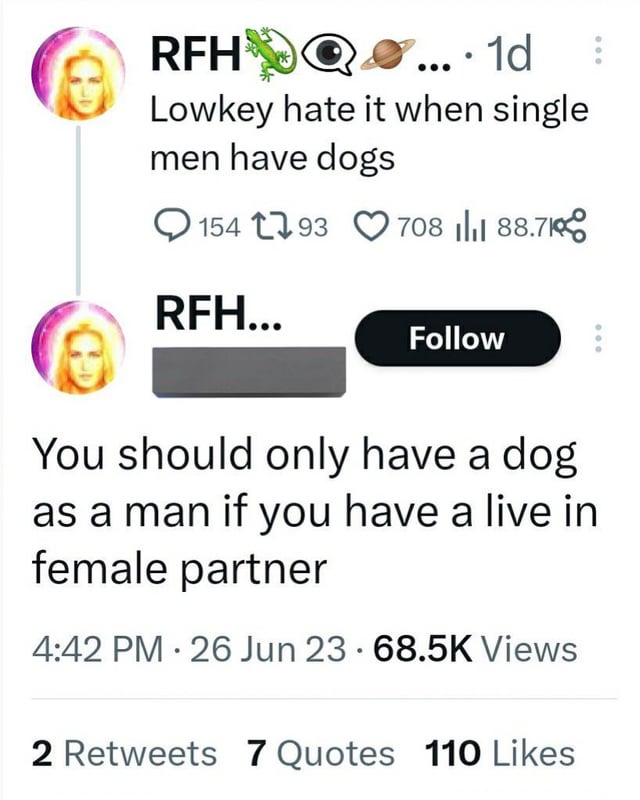 RFH🦎👁️🪐... · 1d
Lowkey hate it when single
men have dogs
154 93 708 88.7K
RFH...
Follow
You should only have a dog
as a man if you have a live in
female partner
4:42 PM · 26 Jun 23 · 68.5K Views
2 Retweets 7 Quotes 110 Likes